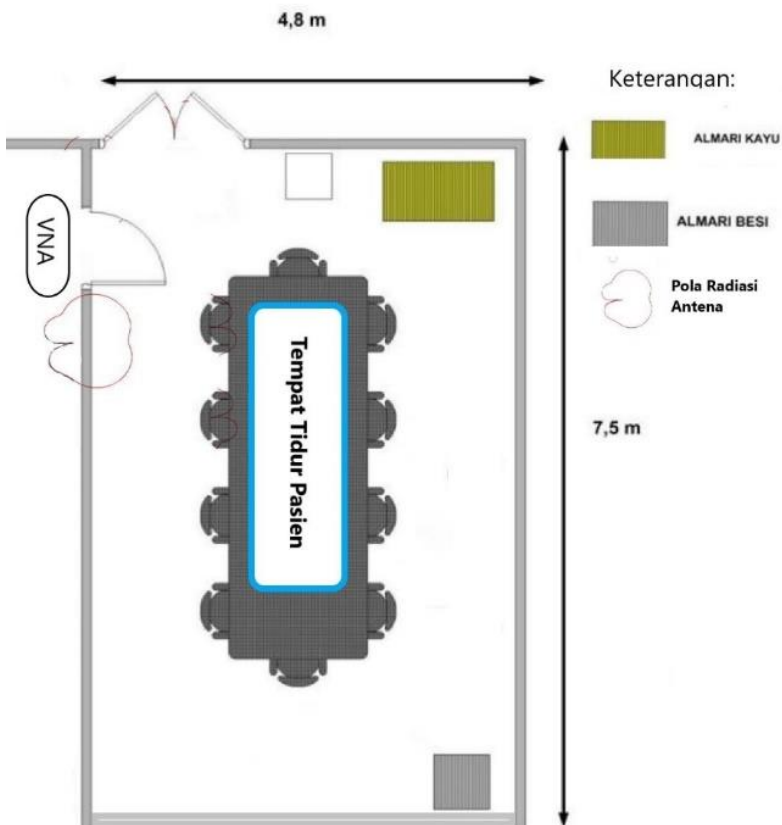 4,8 m
Keterangan:
ALMARI KAYU
ALMARI BESI
Pola Radiasi
Antena
VNA
Tempat Tidur Pasien
7,5 m